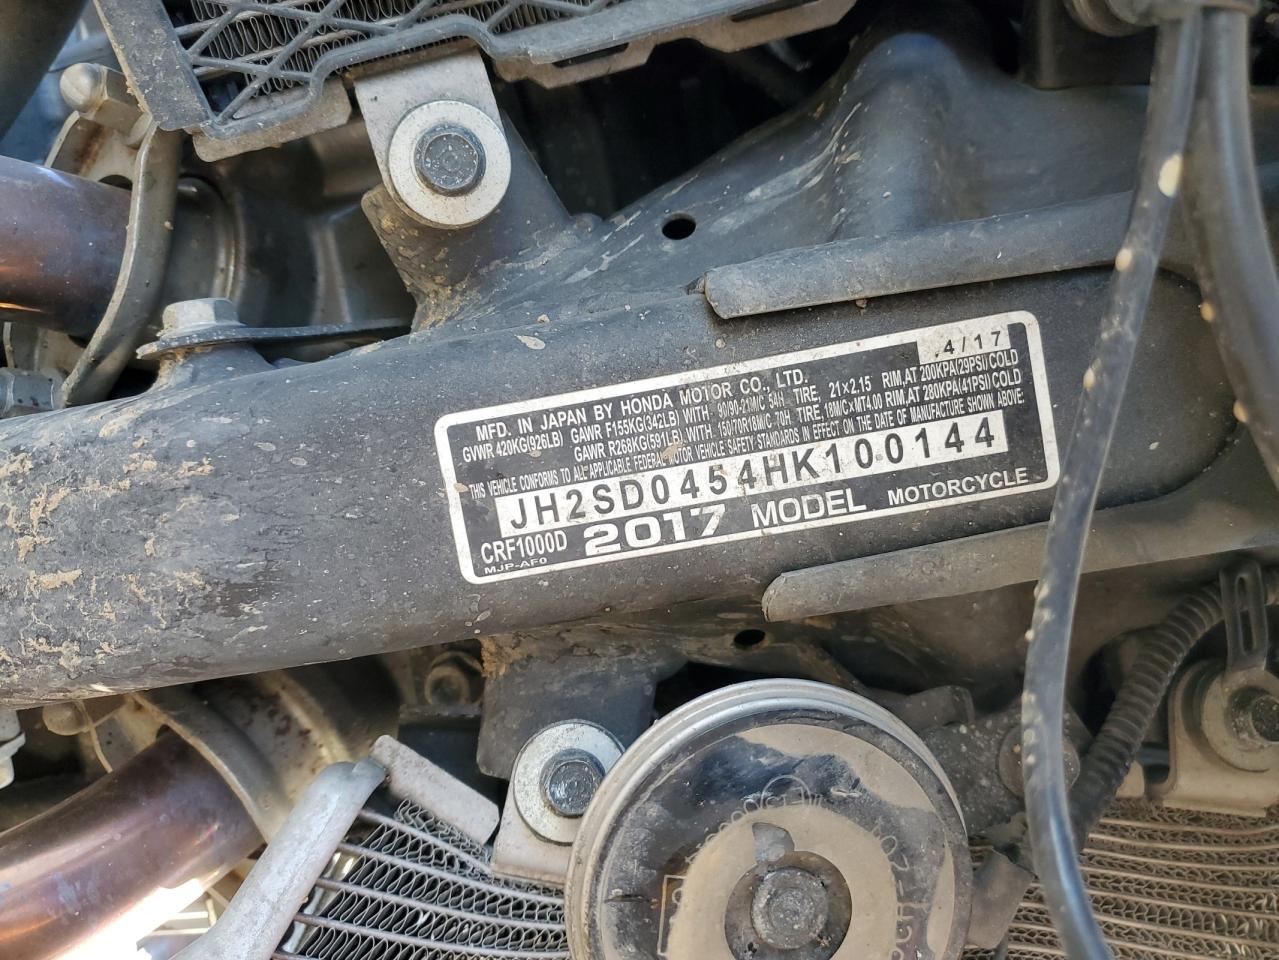 4/17
MFD. IN JAPAN BY HONDA MOTOR CO., LTD.
GVWR 420KG(926LB) GAWR F155KG(342LB) WITH 90/90-21M/C 54H TIRE, 21×2.15 RIM, AT 200KPA(29PSI) COLD
GAWR R268KG(591LB), WITH 150/70R18M/C 70H TIRE, 18M/C×MT4.00 RIM, AT 280KPA(41PSI) COLD
THIS VEHICLE CONFORMS TO ALL APPLICABLE FEDERAL MOTOR VEHICLE SAFETY STANDARDS IN EFFECT ON THE DATE OF MANUFACTURE SHOWN ABOVE.
JH2SD0454HK100144
CRF1000D 2017 MODEL MOTORCYCLE
MJP-AF0